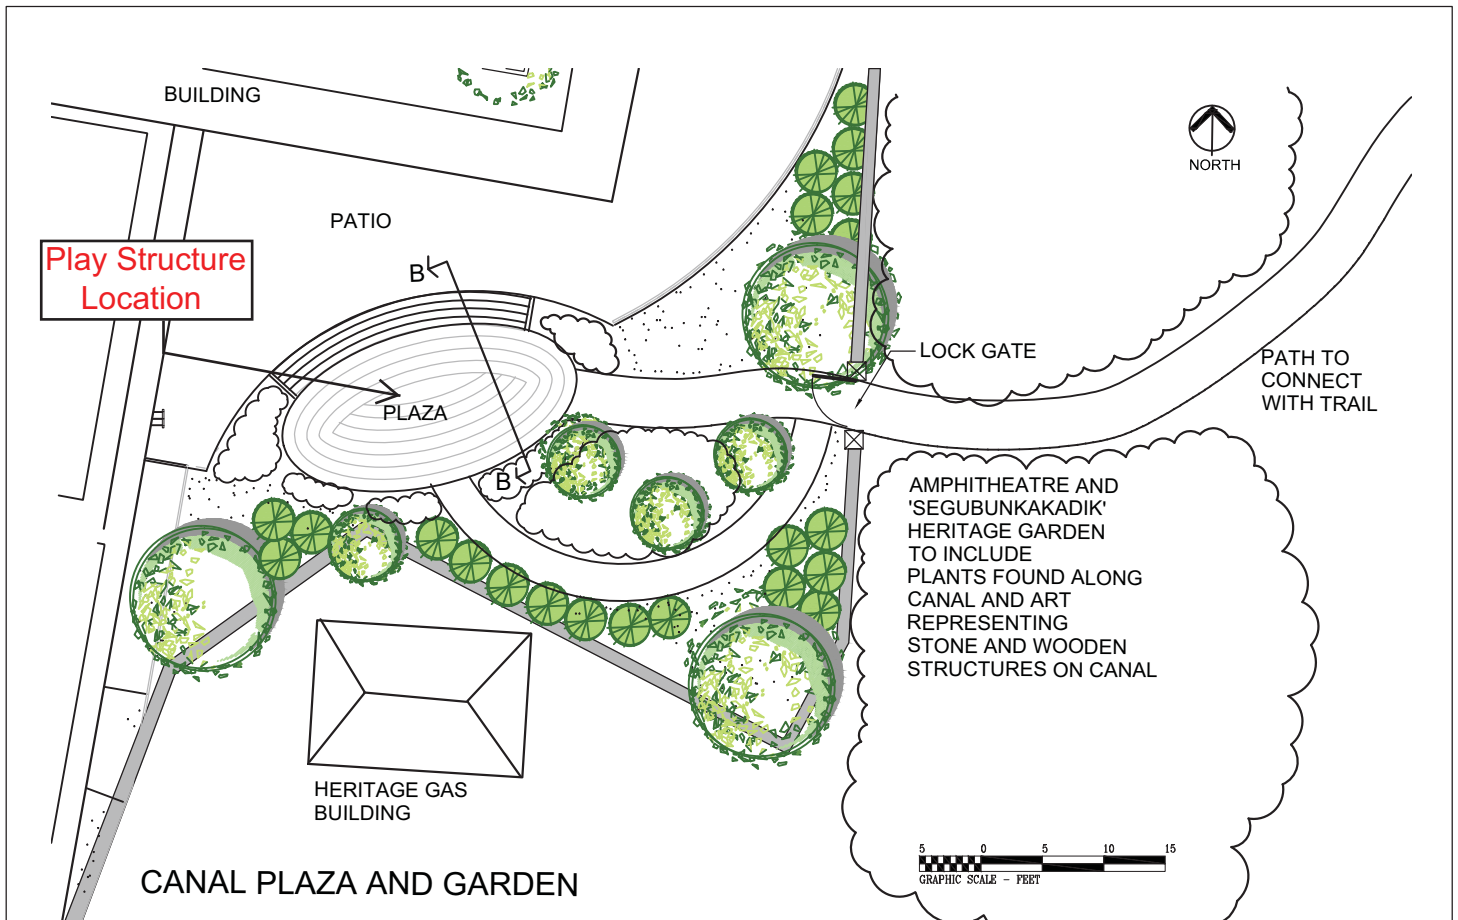 BUILDING
NORTH
PATIO
Play Structure
Location
B
LOCK GATE
PATH TO
CONNECT
WITH TRAIL
PLAZA
B
AMPHITHEATRE AND
'SEGUBUNKAKADIK'
HERITAGE GARDEN
TO INCLUDE
PLANTS FOUND ALONG
CANAL AND ART
REPRESENTING
STONE AND WOODEN
STRUCTURES ON CANAL
HERITAGE GAS
BUILDING
5 0 5 10 15
GRAPHIC SCALE - FEET
CANAL PLAZA AND GARDEN